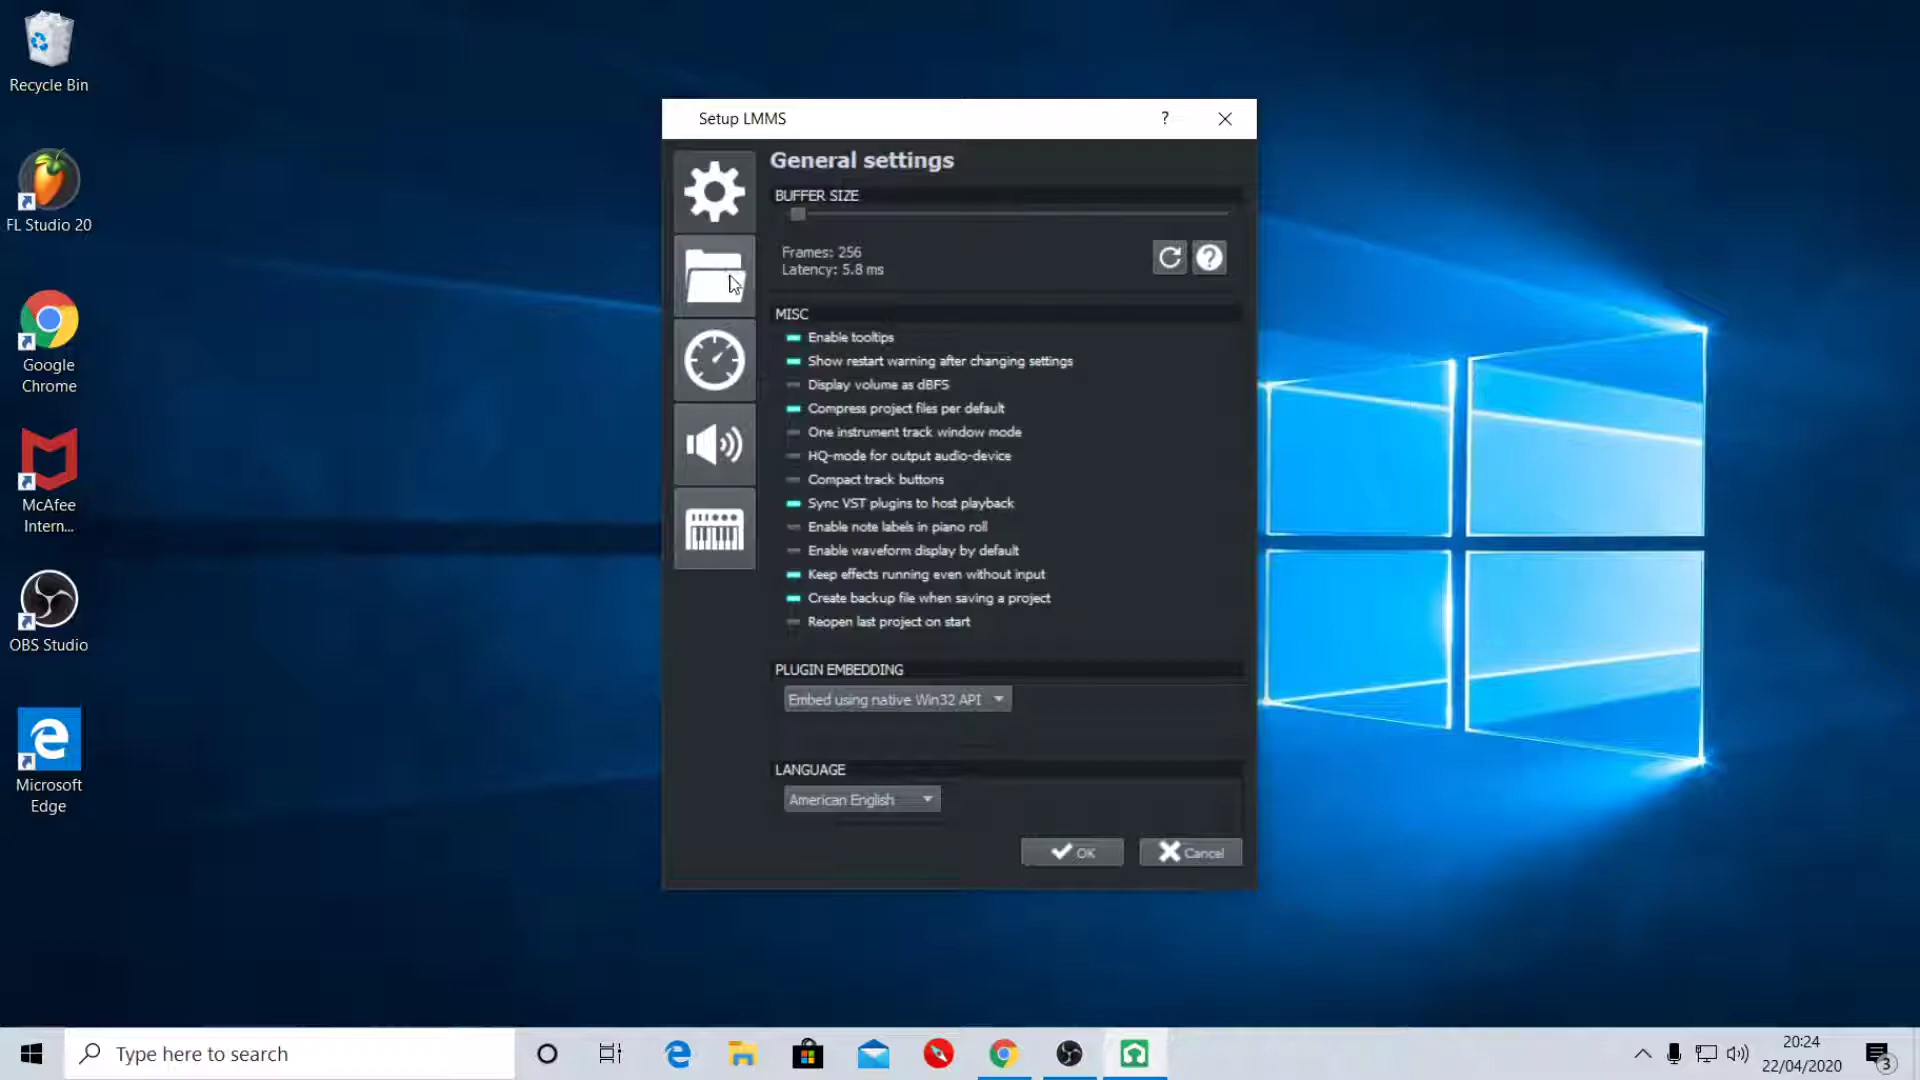 Recycle Bin
FL Studio 20
Google
Chrome
McAfee
Intern...
OBS Studio
Microsoft
Edge
Setup LMMS
?
General settings
BUFFER SIZE
Frames: 256
Latency: 5.8 ms
?
MISC
Enable tooltips
Show restart warning after changing settings
Display volume as dBFS
Compress project files per default
One instrument track window mode
HQ-mode for output audio-device
Compact track buttons
Sync VST plugins to host playback
Enable note labels in piano roll
Enable waveform display by default
Keep effects running even without input
Create backup file when saving a project
Reopen last project on start
PLUGIN EMBEDDING
Embed using native Win32 API
LANGUAGE
American English
OK
Cancel
Type here to search
20:24
22/04/2020
3